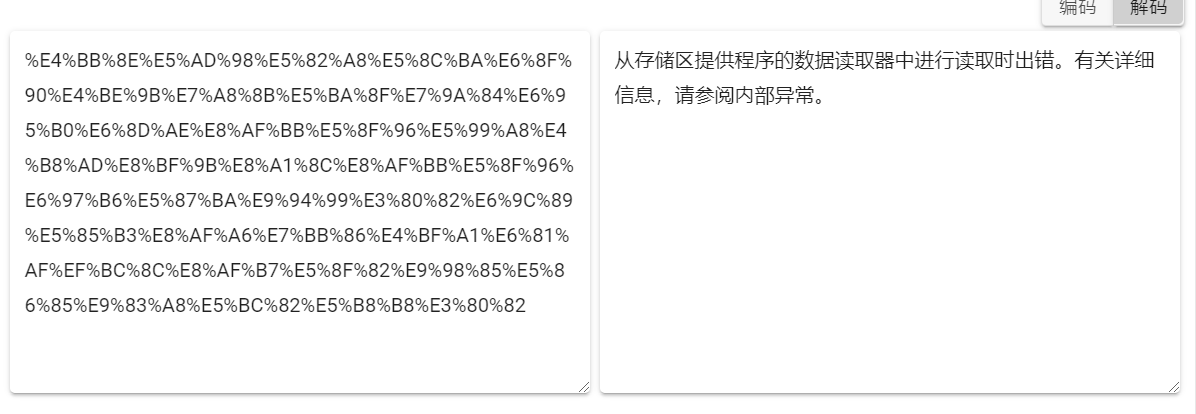 编码 解码
%E4%BB%8E%E5%AD%98%E5%82%A8%E5%8C%BA%E6%8F%
90%E4%BE%9B%E7%A8%8B%E5%BA%8F%E7%9A%84%E6%9
5%B0%E6%8D%AE%E8%AF%BB%E5%8F%96%E5%99%A8%E4
%B8%AD%E8%BF%9B%E8%A1%8C%E8%AF%BB%E5%8F%96%
E6%97%B6%E5%87%BA%E9%94%99%E3%80%82%E6%9C%89
%E5%85%B3%E8%AF%A6%E7%BB%86%E4%BF%A1%E6%81%
AF%EF%BC%8C%E8%AF%B7%E5%8F%82%E9%98%85%E5%8
6%85%E9%83%A8%E5%BC%82%E5%B8%B8%E3%80%82
从存储区提供程序的数据读取器中进行读取时出错。有关详细
信息，请参阅内部异常。